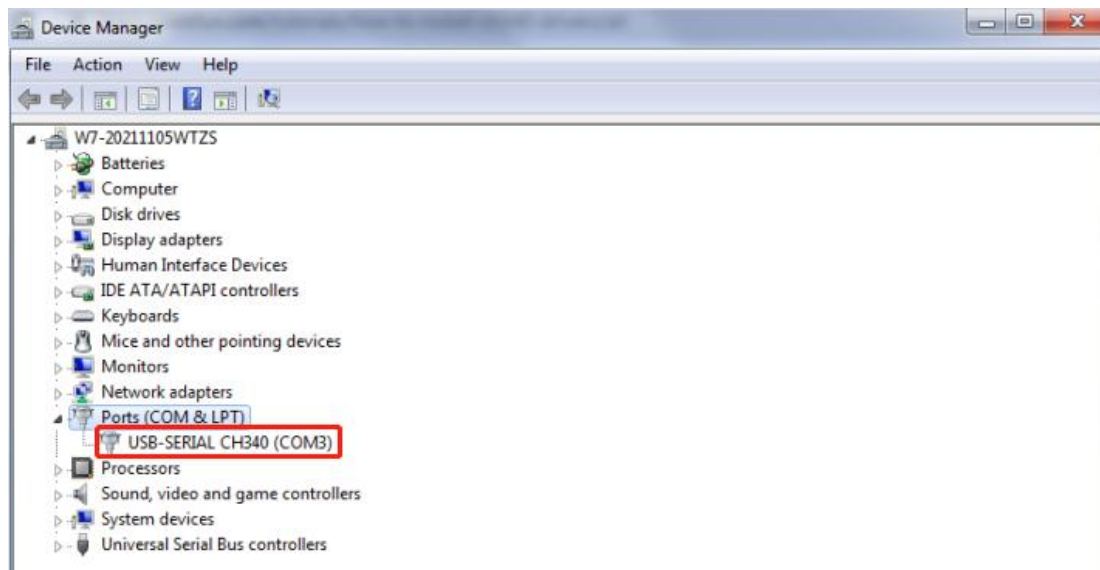 Device Manager
File Action View Help
W7-20211105WTZS
Batteries
Computer
Disk drives
Display adapters
Human Interface Devices
IDE ATA/ATAPI controllers
Keyboards
Mice and other pointing devices
Monitors
Network adapters
Ports (COM & LPT)
USB-SERIAL CH340 (COM3)
Processors
Sound, video and game controllers
System devices
Universal Serial Bus controllers